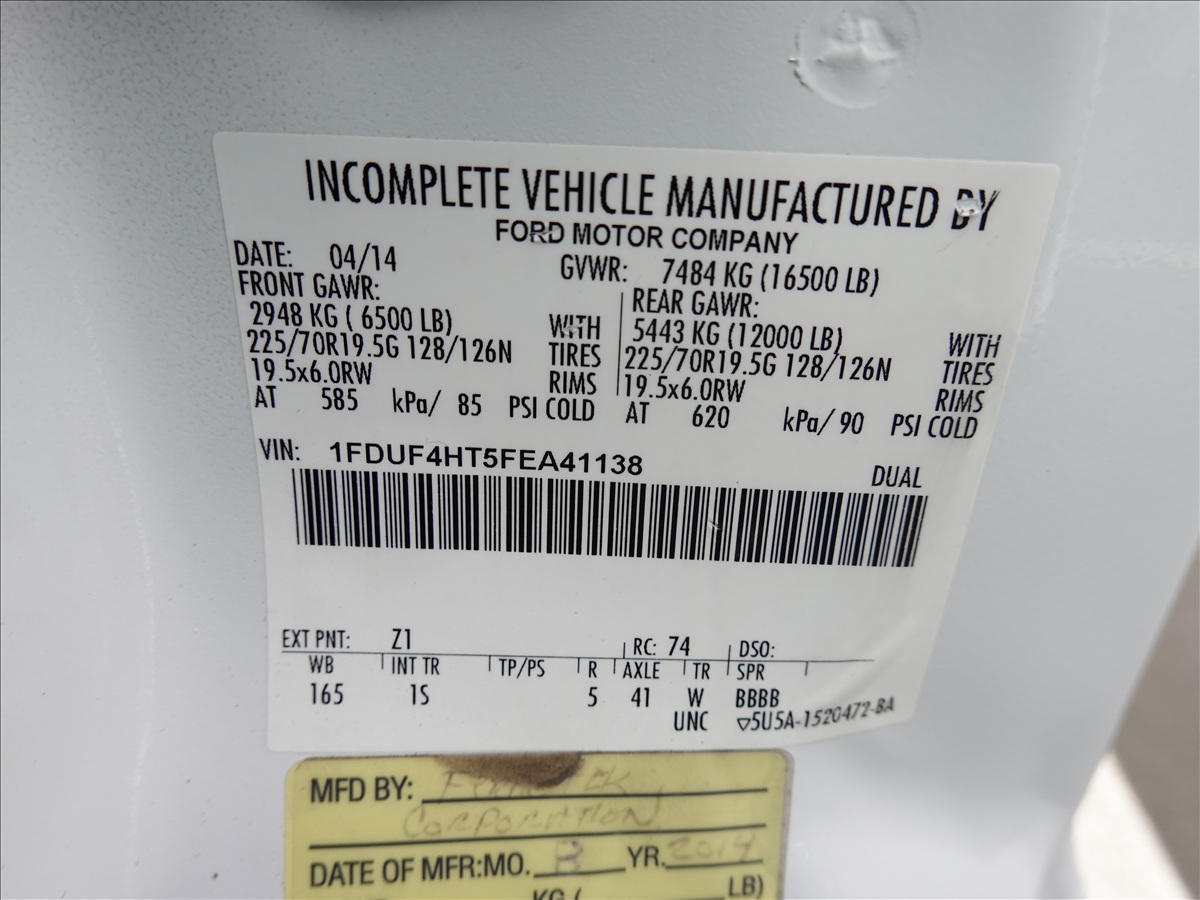 INCOMPLETE VEHICLE MANUFACTURED BY
FORD MOTOR COMPANY
DATE: 04/14 GVWR: 7484 KG (16500 LB)
FRONT GAWR: REAR GAWR:
2948 KG ( 6500 LB) WITH 5443 KG (12000 LB) WITH
225/70R19.5G 128/126N TIRES 225/70R19.5G 128/126N TIRES
19.5x6.0RW RIMS 19.5x6.0RW RIMS
AT 585 kPa/ 85 PSI COLD AT 620 kPa/ 90 PSI COLD
VIN: 1FDUF4HT5FEA41138 DUAL
EXT PNT: Z1 RC: 74 DSO:
WB INT TR TP/PS R AXLE TR SPR
165 1S 5 41 W BBBB
UNC ▽5U5A-1520472-BA
MFD BY:
CORPORATION
DATE OF MFR:MO. YR. 2014
KG ( LB)